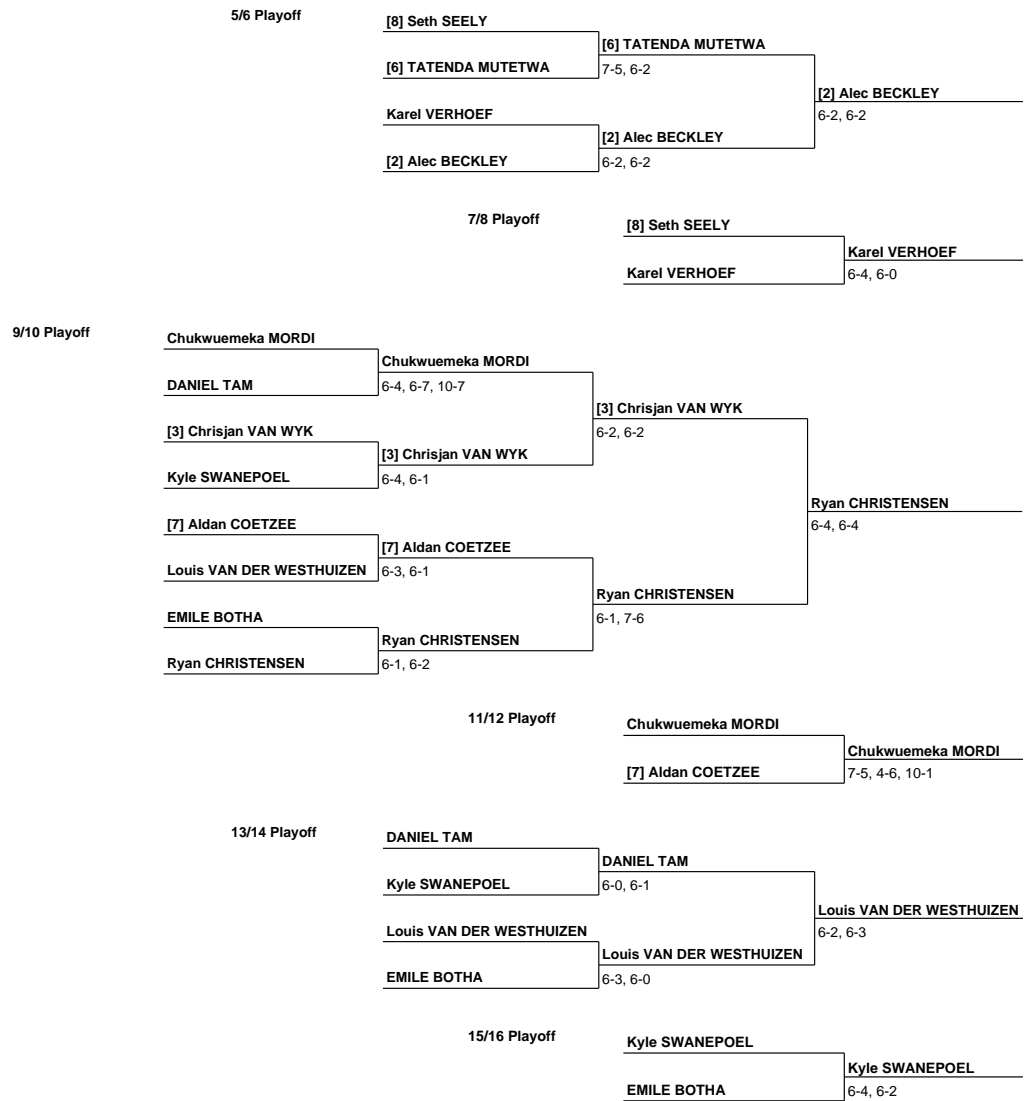 5/6 Playoff
[8] Seth SEELY
[6] TATENDA MUTETWA
[6] TATENDA MUTETWA
7-5, 6-2
[2] Alec BECKLEY
6-2, 6-2
Karel VERHOEF
[2] Alec BECKLEY
[2] Alec BECKLEY
6-2, 6-2
7/8 Playoff
[8] Seth SEELY
Karel VERHOEF
Karel VERHOEF
6-4, 6-0
9/10 Playoff
Chukwuemeka MORDI
Chukwuemeka MORDI
DANIEL TAM
6-4, 6-7, 10-7
[3] Chrisjan VAN WYK
6-2, 6-2
[3] Chrisjan VAN WYK
[3] Chrisjan VAN WYK
Kyle SWANEPOEL
6-4, 6-1
Ryan CHRISTENSEN
6-4, 6-4
[7] Aldan COETZEE
[7] Aldan COETZEE
Louis VAN DER WESTHUIZEN
6-3, 6-1
Ryan CHRISTENSEN
6-1, 7-6
EMILE BOTHA
Ryan CHRISTENSEN
Ryan CHRISTENSEN
6-1, 6-2
11/12 Playoff
Chukwuemeka MORDI
Chukwuemeka MORDI
[7] Aldan COETZEE
7-5, 4-6, 10-1
13/14 Playoff
DANIEL TAM
DANIEL TAM
Kyle SWANEPOEL
6-0, 6-1
Louis VAN DER WESTHUIZEN
6-2, 6-3
Louis VAN DER WESTHUIZEN
Louis VAN DER WESTHUIZEN
EMILE BOTHA
6-3, 6-0
15/16 Playoff
Kyle SWANEPOEL
Kyle SWANEPOEL
EMILE BOTHA
6-4, 6-2